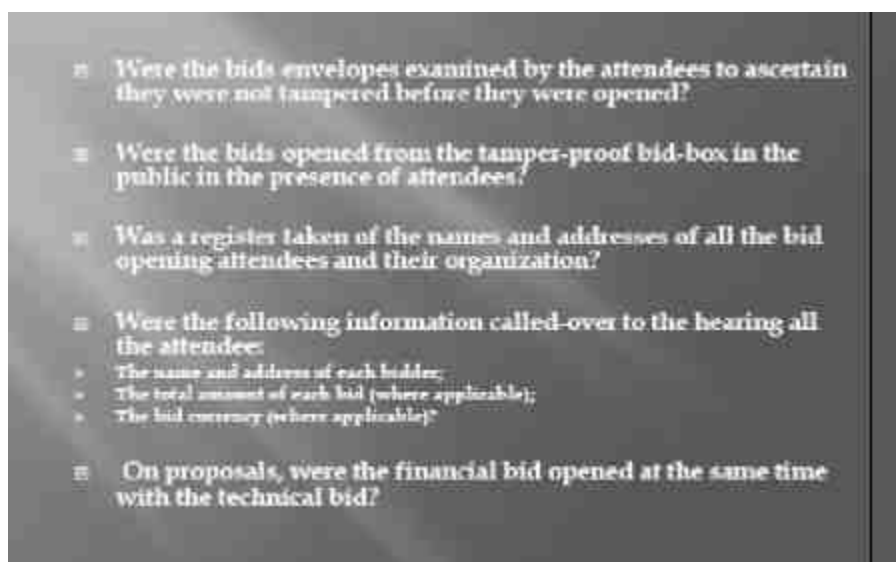 Were the bids envelopes examined by the attendees to ascertain
they were not tampered before they were opened?
Were the bids opened from the tamper-proof bid-box in the
public in the presence of attendees?
Was a register taken of the names and addresses of all the bid
opening attendees and their organization?
Were the following information called-over to the hearing all
the attendee:
The name and address of each bidder;
The total amount of each bid (where applicable);
The bid currency (where applicable)?
On proposals, were the financial bid opened at the same time
with the technical bid?